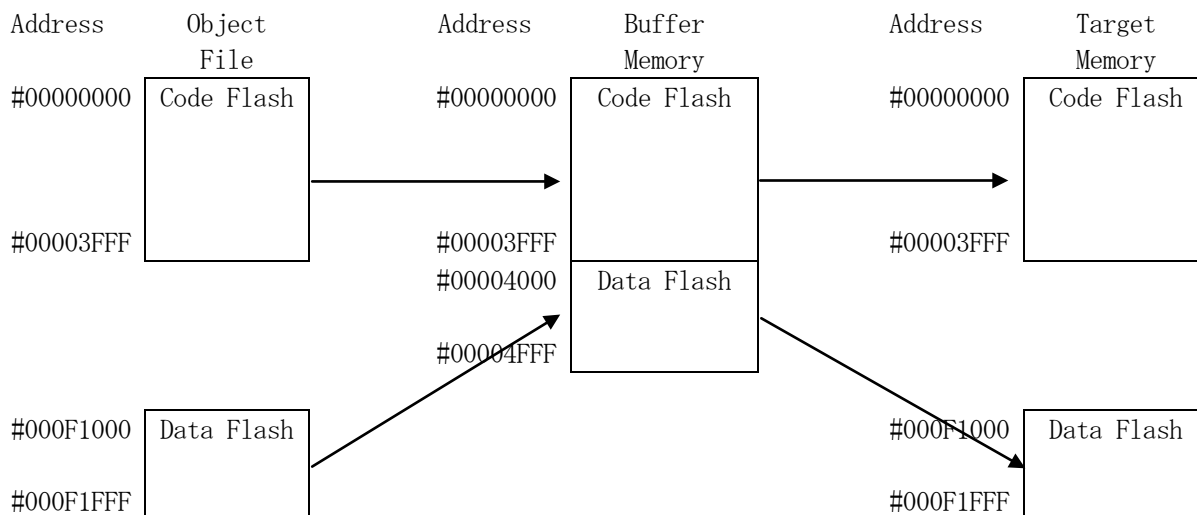 Address Object File Address Buffer Memory Address Target Memory
#00000000 Code Flash #00000000 Code Flash #00000000 Code Flash
#00003FFF #00003FFF #00003FFF
#00004000 Data Flash
#00004FFF
#000F1000 Data Flash #000F1000 Data Flash
#000F1FFF #000F1FFF